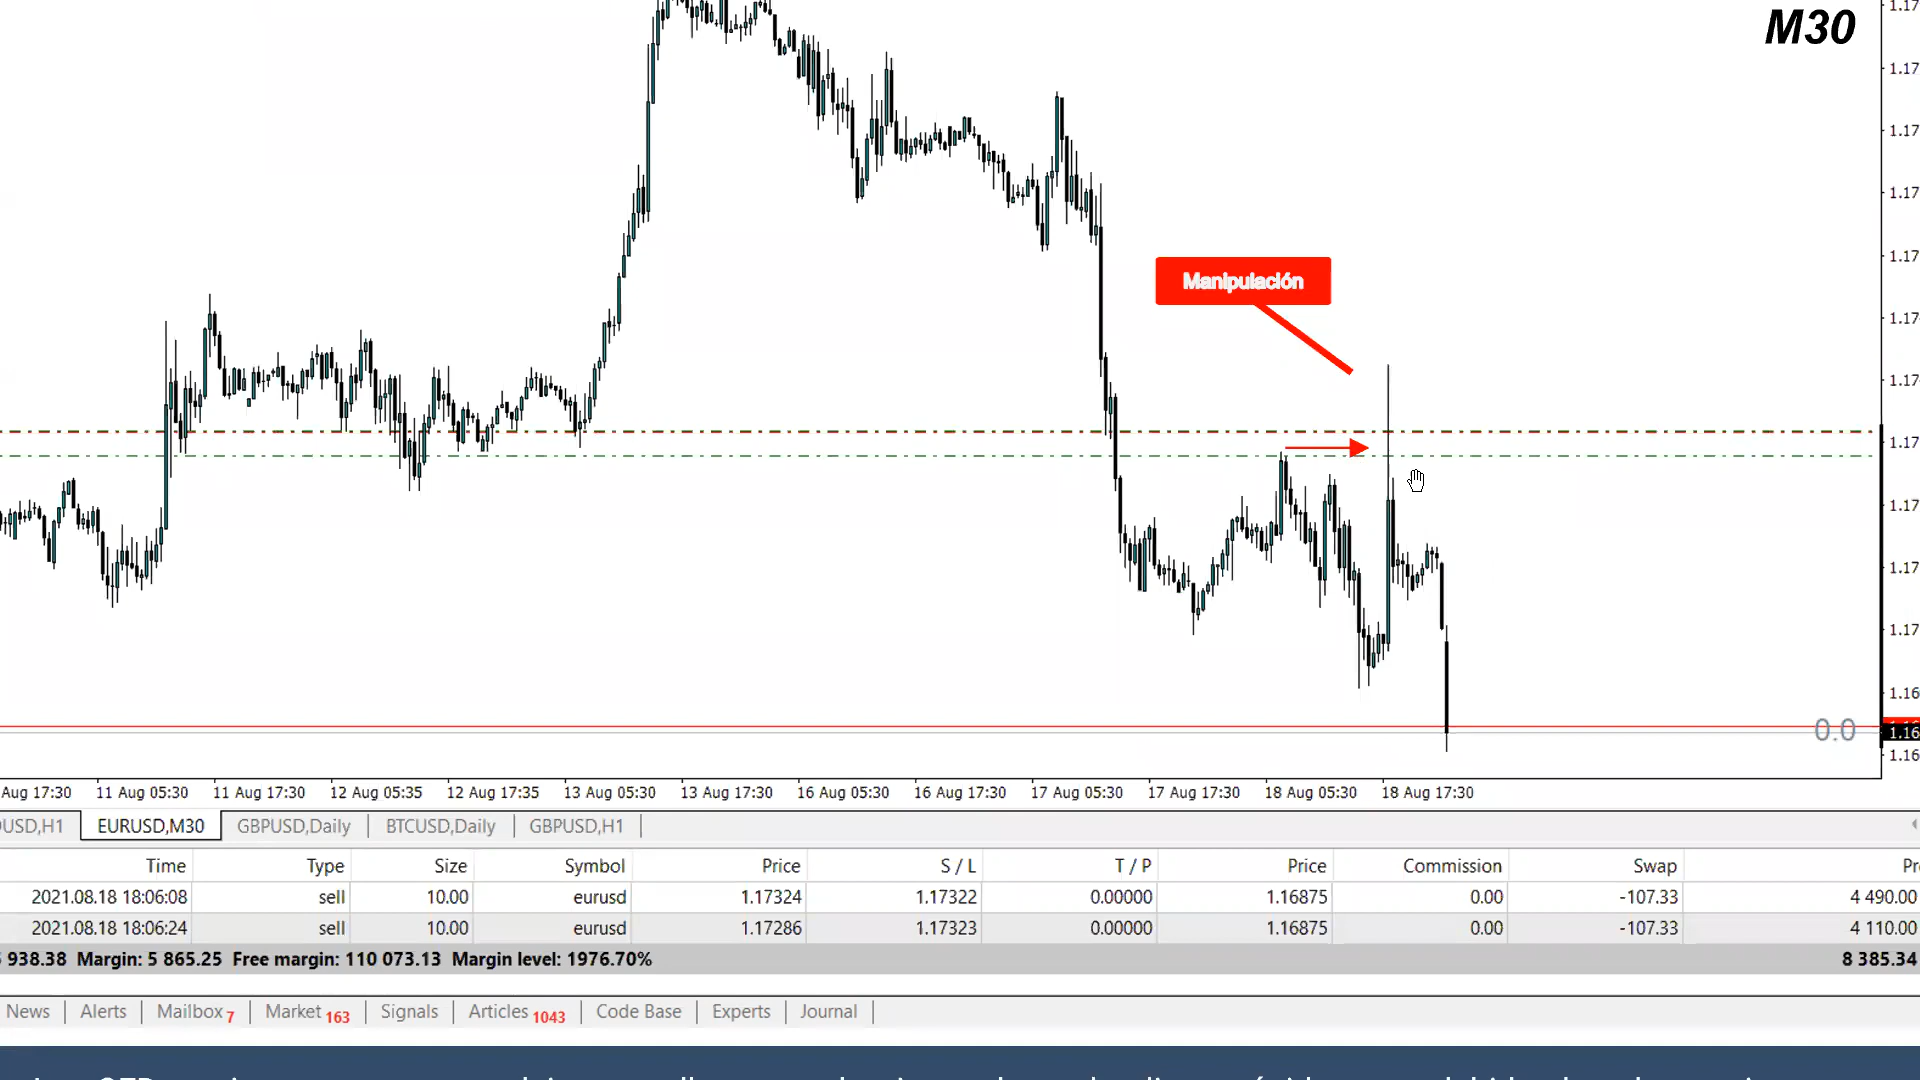 M30
1.17
1.17
1.17
1.17
1.17
Manipulación
1.17
1.17
1.17
1.17
1.17
1.17
1.16
0.0
1.16
1.16
Aug 17:30 11 Aug 05:30 11 Aug 17:30 12 Aug 05:35 12 Aug 17:35 13 Aug 05:30 13 Aug 17:30 16 Aug 05:30 16 Aug 17:30 17 Aug 05:30 17 Aug 17:30 18 Aug 05:30 18 Aug 17:30
USD,H1 EURUSD,M30 GBPUSD,Daily BTCUSD,Daily GBPUSD,H1
Time Type Size Symbol Price S / L T / P Price Commission Swap Pr
2021.08.18 18:06:08 sell 10.00 eurusd 1.17324 1.17322 0.00000 1.16875 0.00 -107.33 4 490.00
2021.08.18 18:06:24 sell 10.00 eurusd 1.17286 1.17323 0.00000 1.16875 0.00 -107.33 4 110.00
938.38 Margin: 5 865.25 Free margin: 110 073.13 Margin level: 1976.70% 8 385.34
News Alerts Mailbox 7 Market 163 Signals Articles 1043 Code Base Experts Journal